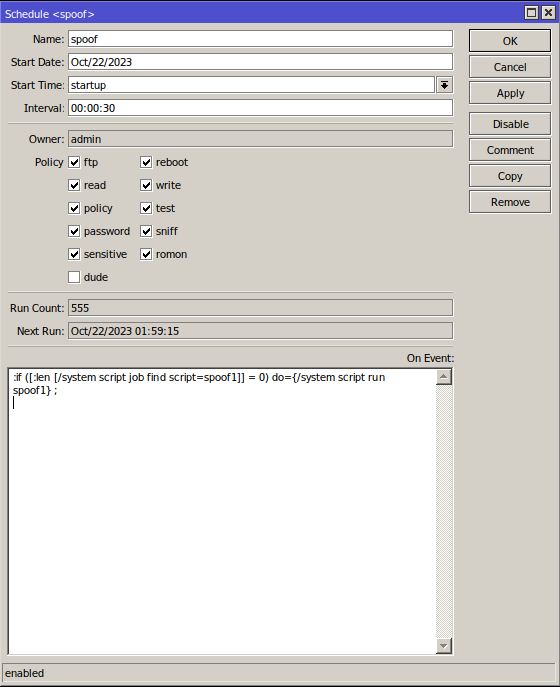 Schedule <spoof>
Name: spoof
OK
Start Date: Oct/22/2023
Cancel
Start Time: startup
Apply
Interval: 00:00:30
Disable
Owner: admin
Comment
Policy ftp reboot
Copy
read write
Remove
policy test
password sniff
sensitive romon
dude
Run Count: 555
Next Run: Oct/22/2023 01:59:15
On Event:
:if ([:len [/system script job find script=spoof1]] = 0) do={/system script run
spoof1} ;
enabled